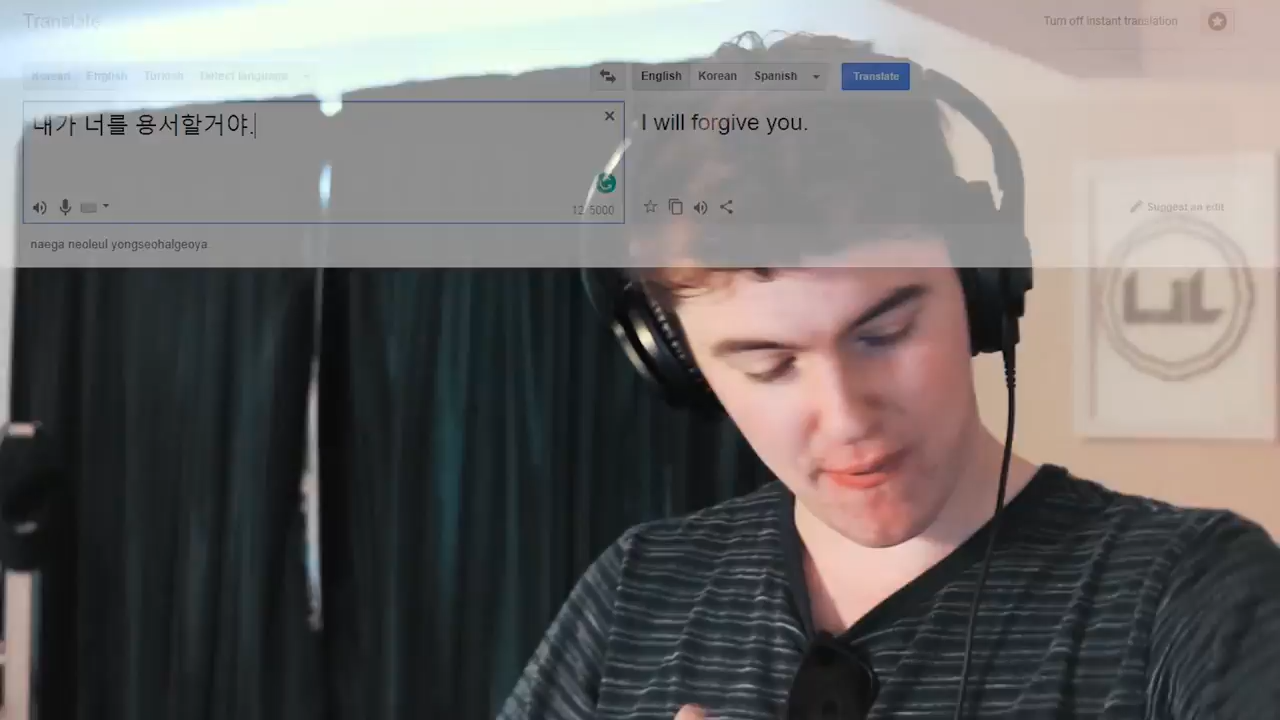 Translate
Turn off instant translation
Korean English Turkish Detect language
English Korean Spanish
Translate
내가 너를 용서할거야.
I will forgive you.
12/5000
Suggest an edit
naega neoleul yongseohalgeoya.